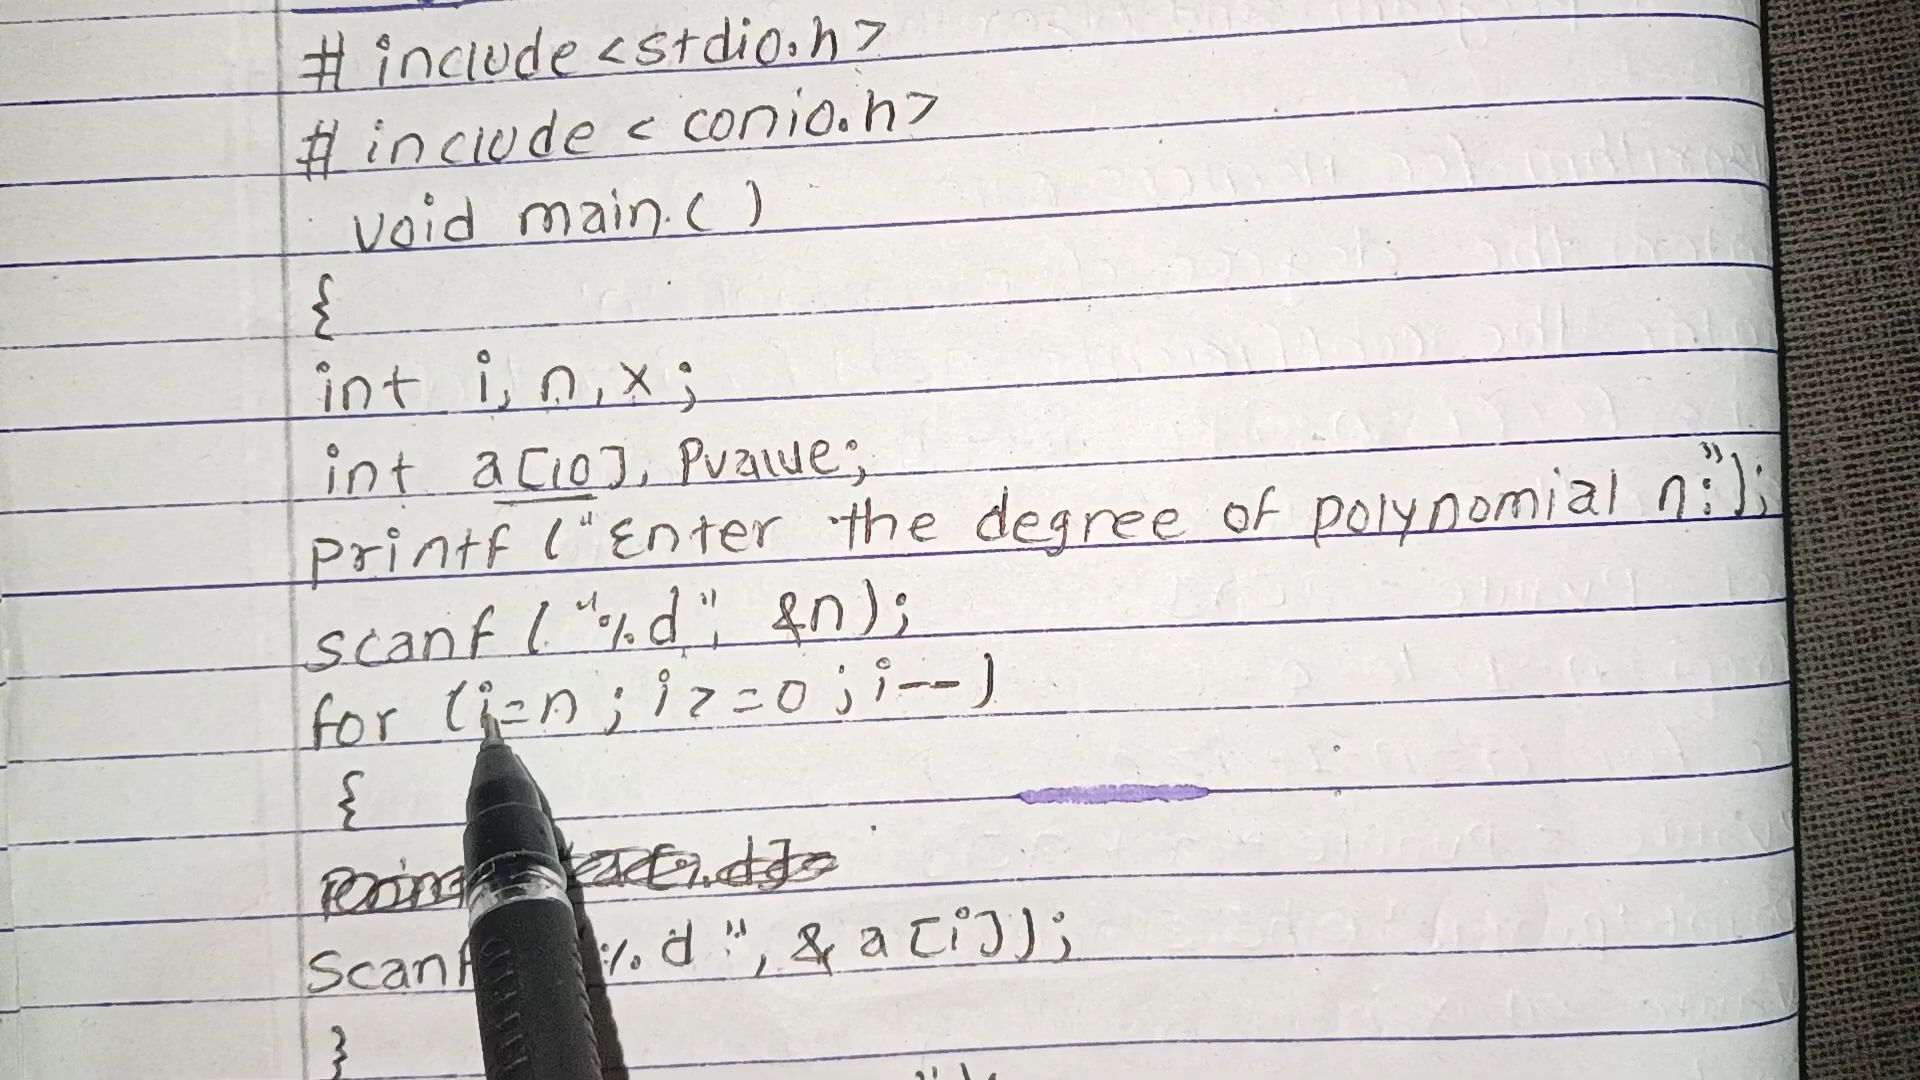 # include <stdio.h>
# include < conio.h>
void main ( )
{
int i, n, x;
int a[10], Pvalue;
printf ("Enter the degree of polynomial n:");
scanf ("%d", &n);
for (i=n ; i>=0 ; i--)
{
Scanf %d", & a[i]);
}